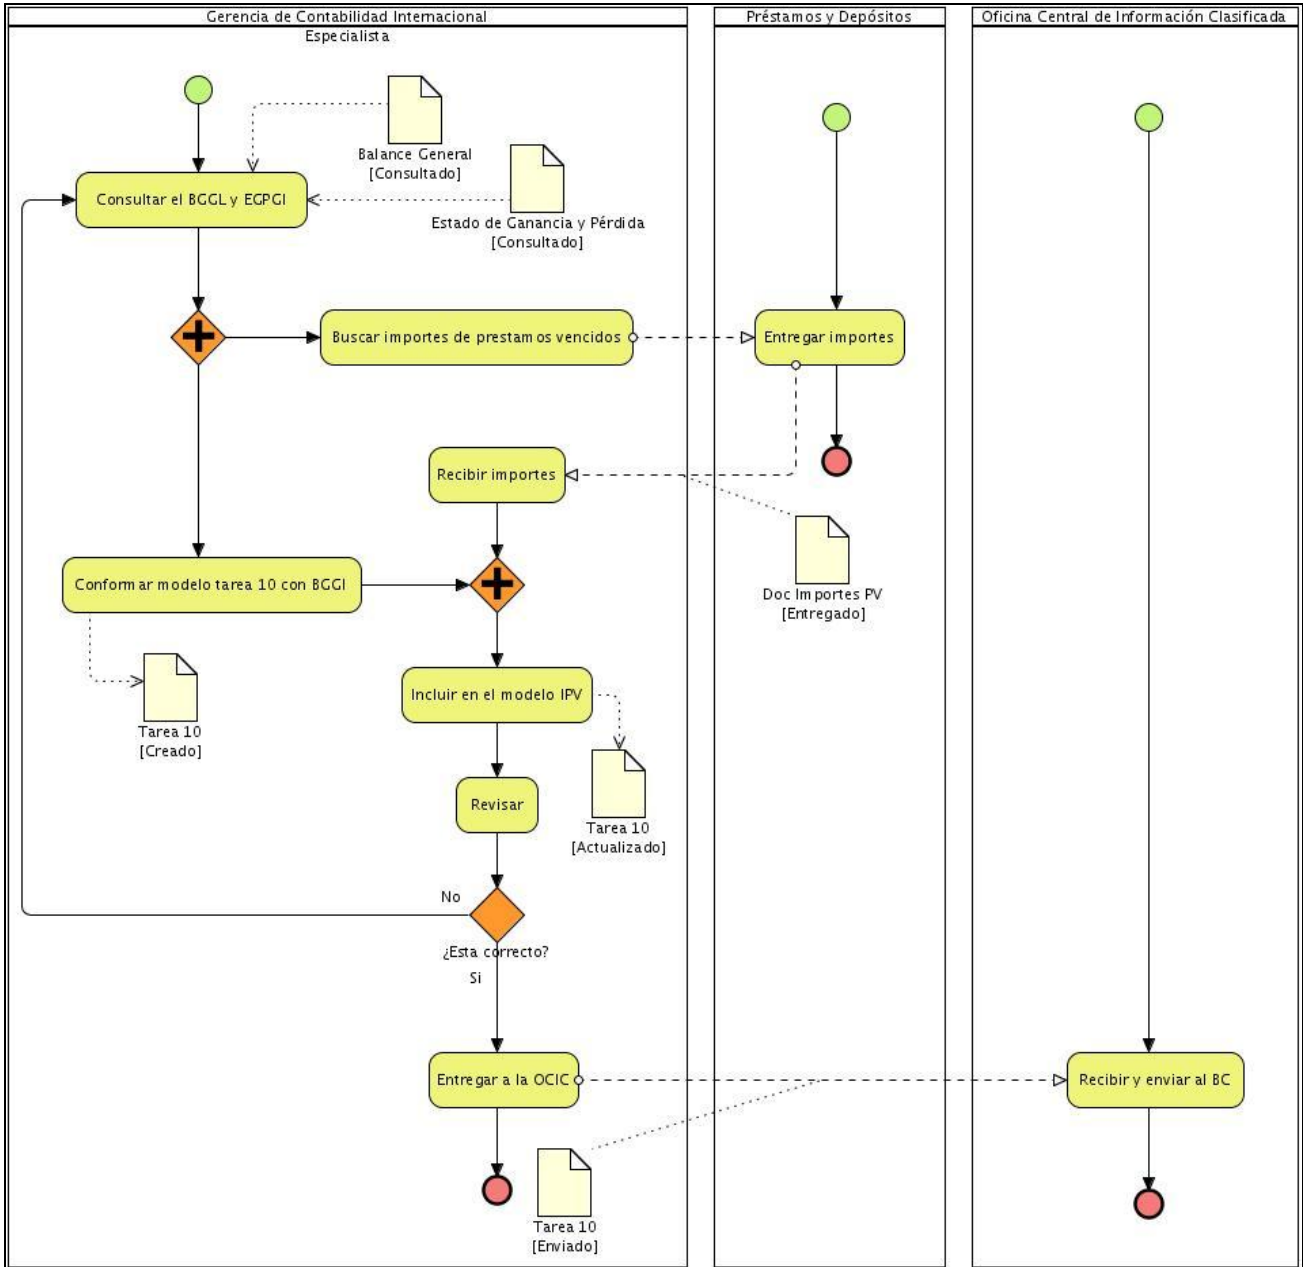 Gerencia de Contabilidad Internacional
Préstamos y Depósitos
Oficina Central de Información Clasificada
Especialista
Balance General
[Consultado]
Consultar el BGGL y EGPGI
Estado de Ganancia y Pérdida
[Consultado]
Buscar importes de prestamos vencidos
Entregar importes
Recibir importes
Conformar modelo tarea 10 con BGGI
Doc Importes PV
[Entregado]
Tarea 10
[Creado]
Incluir en el modelo IPV
Revisar
Tarea 10
[Actualizado]
No
¿Esta correcto?
Si
Entregar a la OCIC
Recibir y enviar al BC
Tarea 10
[Enviado]